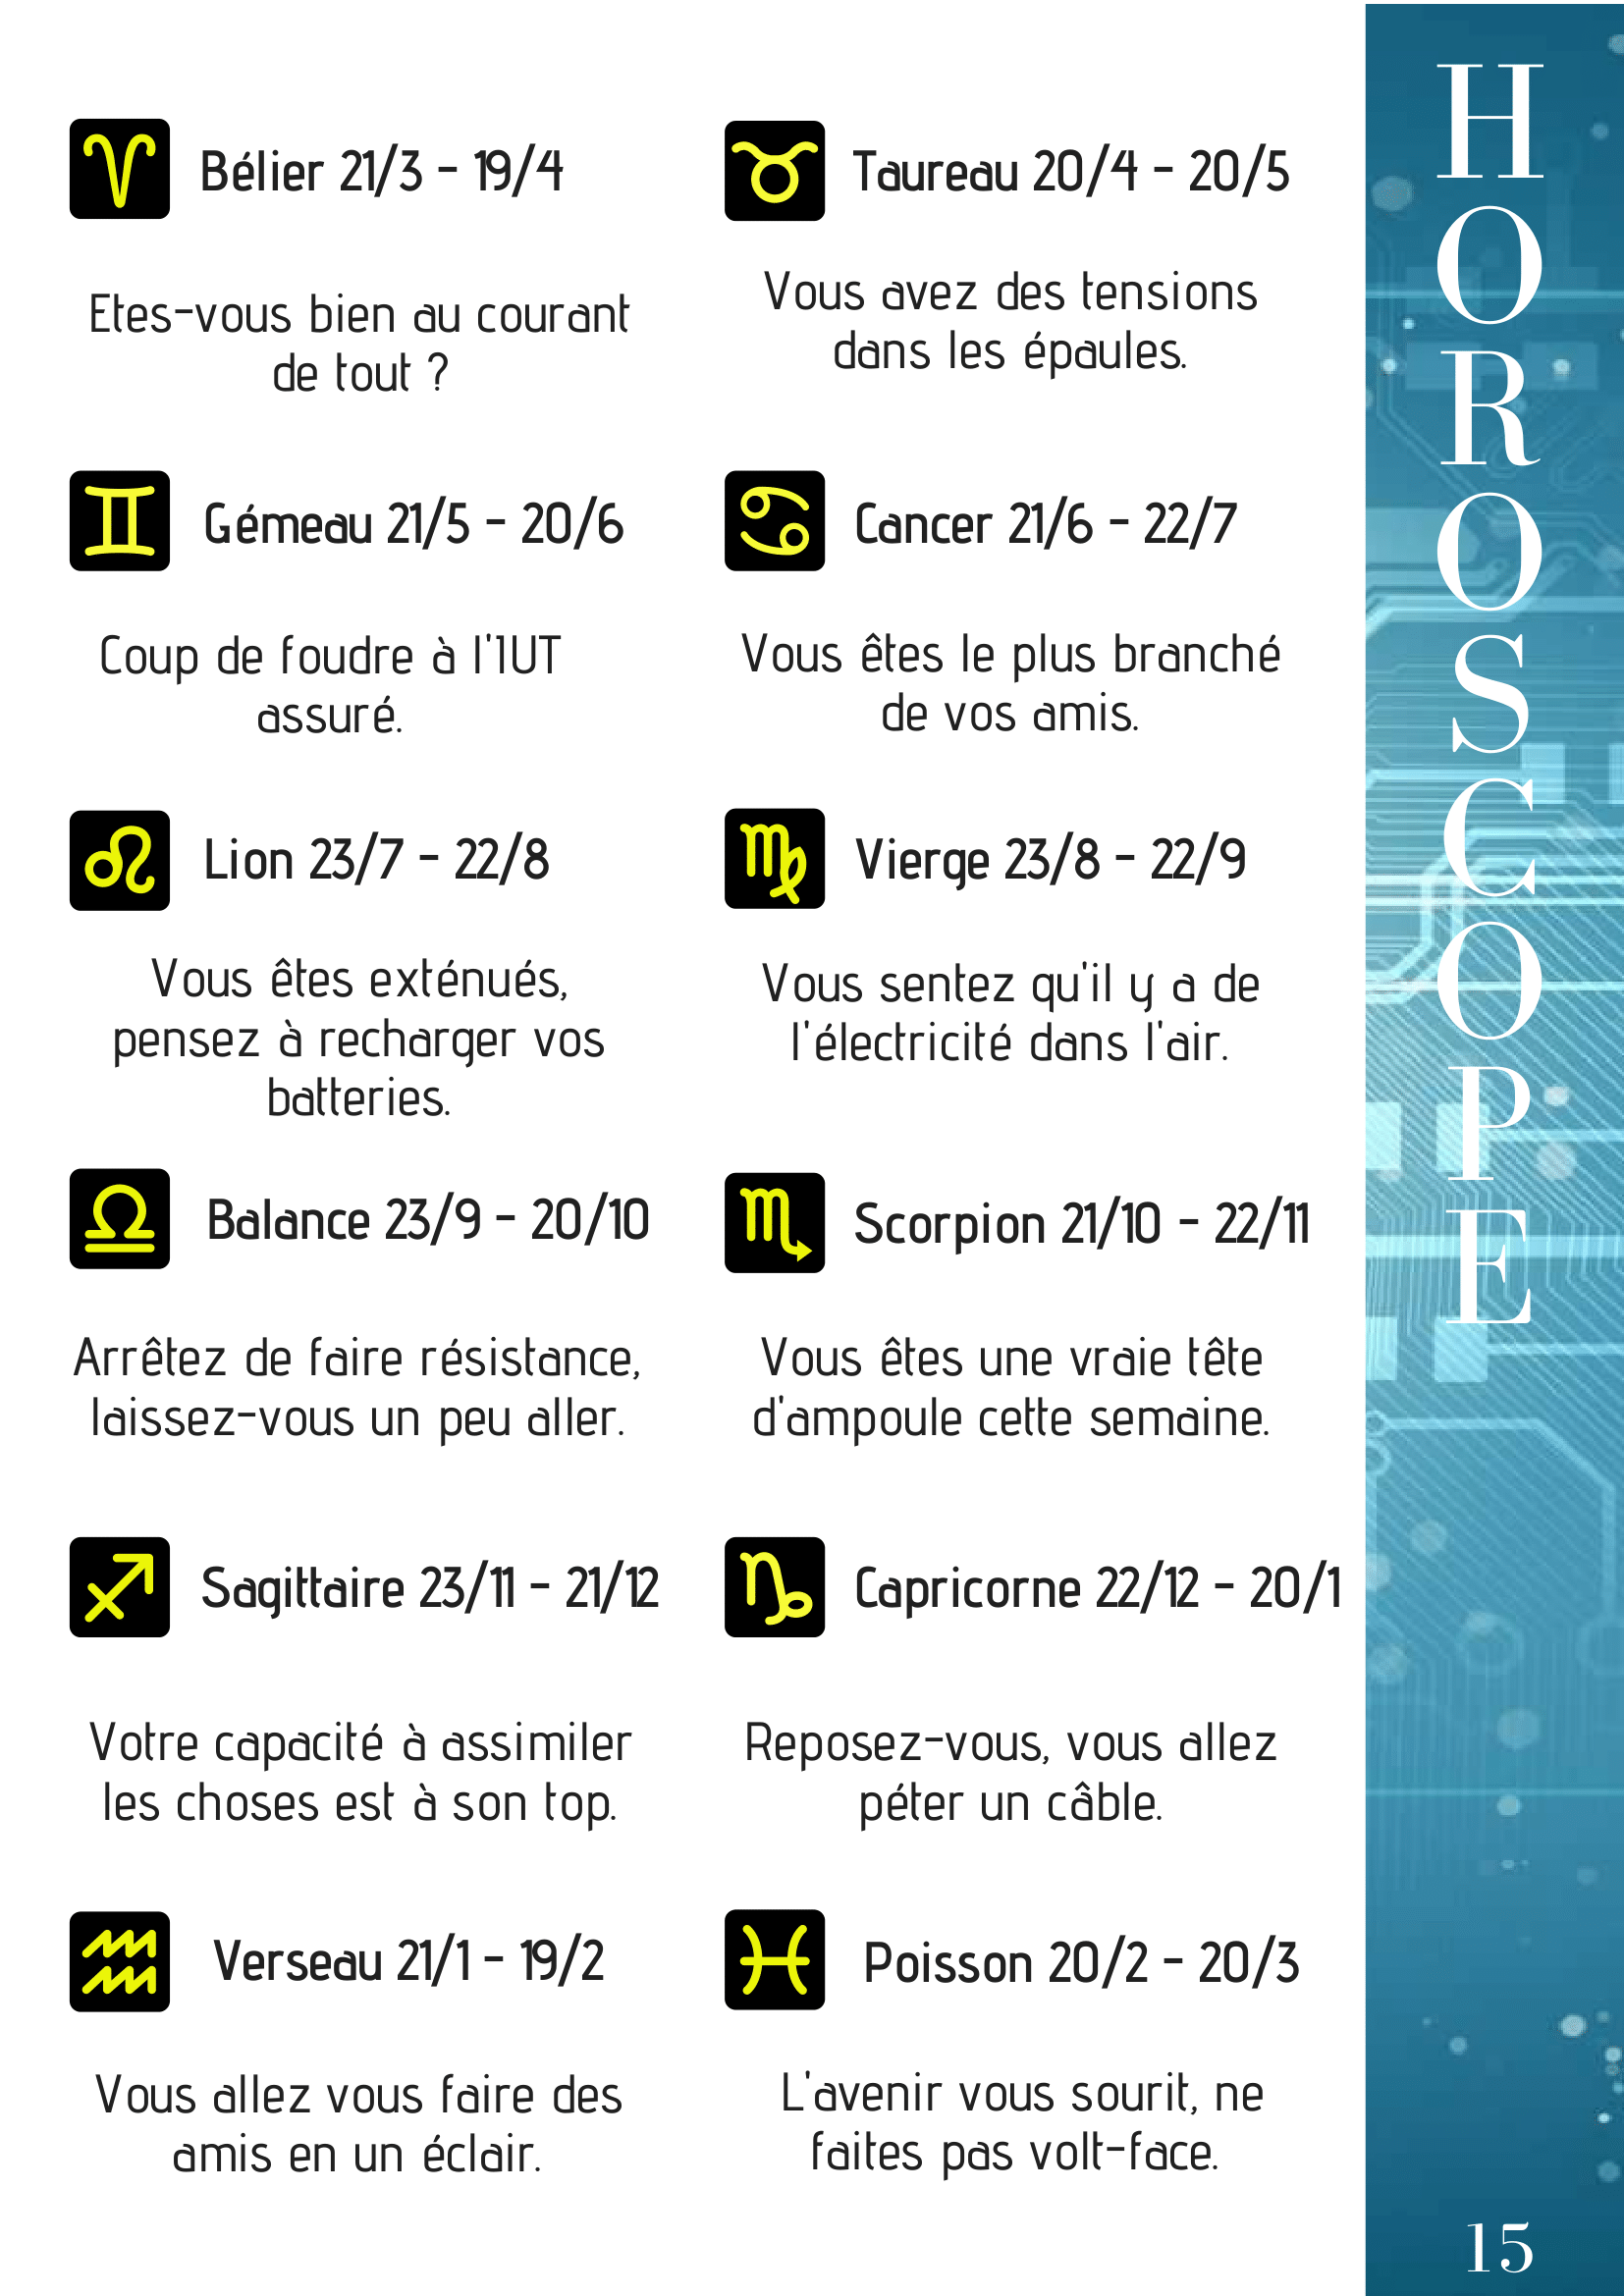 Bélier 21/3 - 19/4
Etes-vous bien au courant
de tout ?
Taureau 20/4 - 20/5
Vous avez des tensions
dans les épaules.
Gémeau 21/5 - 20/6
Coup de foudre à l'IUT
assuré.
Cancer 21/6 - 22/7
Vous êtes le plus branché
de vos amis.
Lion 23/7 - 22/8
Vous êtes exténués,
pensez à recharger vos
batteries.
Vierge 23/8 - 22/9
Vous sentez qu'il y a de
l'électricité dans l'air.
Balance 23/9 - 20/10
Arrêtez de faire résistance,
laissez-vous un peu aller.
Scorpion 21/10 - 22/11
Vous êtes une vraie tête
d'ampoule cette semaine.
Sagittaire 23/11 - 21/12
Votre capacité à assimiler
les choses est à son top.
Capricorne 22/12 - 20/1
Reposez-vous, vous allez
péter un câble.
Verseau 21/1 - 19/2
Vous allez vous faire des
amis en un éclair.
Poisson 20/2 - 20/3
L'avenir vous sourit, ne
faites pas volt-face.
HOROSCOPE
15